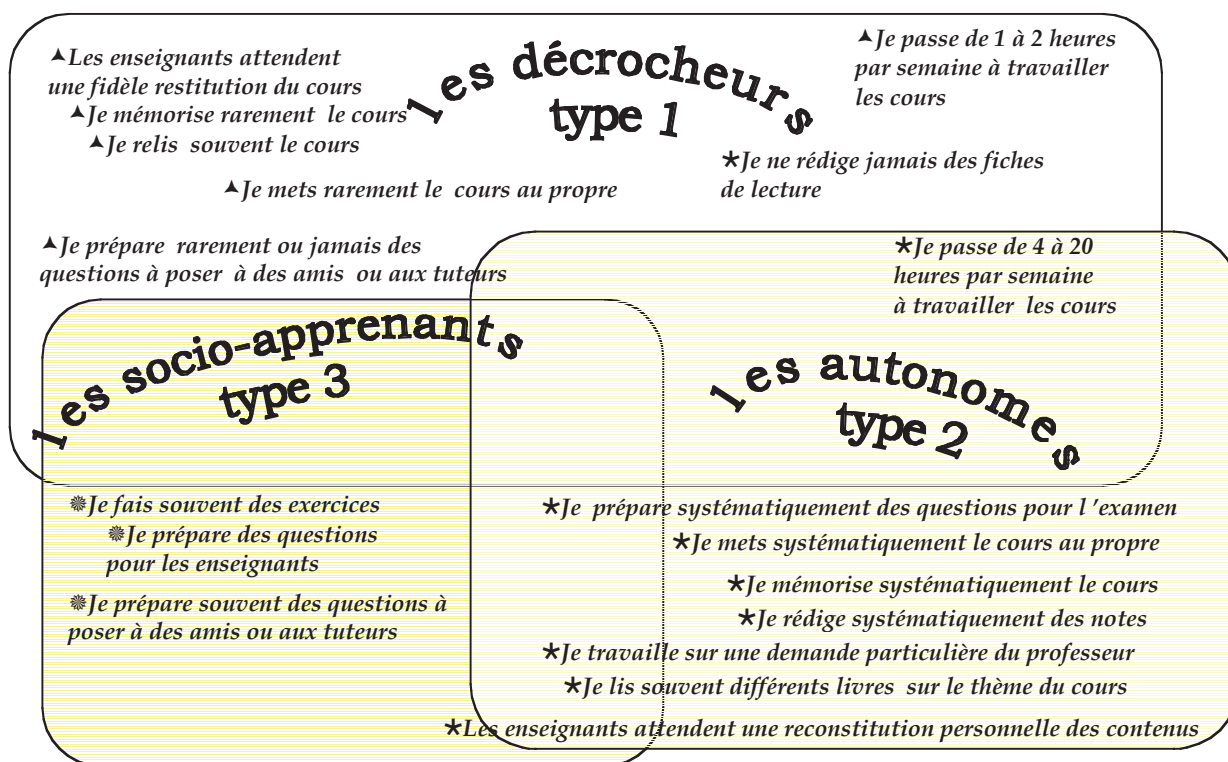 ▲Les enseignants attendent
une fidèle restitution du cours
▲Je mémorise rarement le cours
▲Je relis souvent le cours
les décrocheurs
type 1
▲Je passe de 1 à 2 heures
par semaine à travailler
les cours
★Je ne rédige jamais des fiches
de lecture
▲Je mets rarement le cours au propre
▲Je prépare rarement ou jamais des
questions à poser à des amis ou aux tuteurs
★Je passe de 4 à 20
heures par semaine
à travailler les cours
les socio-apprenants
type 3
les autonomes
type 2
✺Je fais souvent des exercices
✺Je prépare des questions
pour les enseignants
✺Je prépare souvent des questions à
poser à des amis ou aux tuteurs
★Je prépare systématiquement des questions pour l ’examen
★Je mets systématiquement le cours au propre
★Je mémorise systématiquement le cours
★Je rédige systématiquement des notes
★Je travaille sur une demande particulière du professeur
★Je lis souvent différents livres sur le thème du cours
★Les enseignants attendent une reconstitution personnelle des contenus